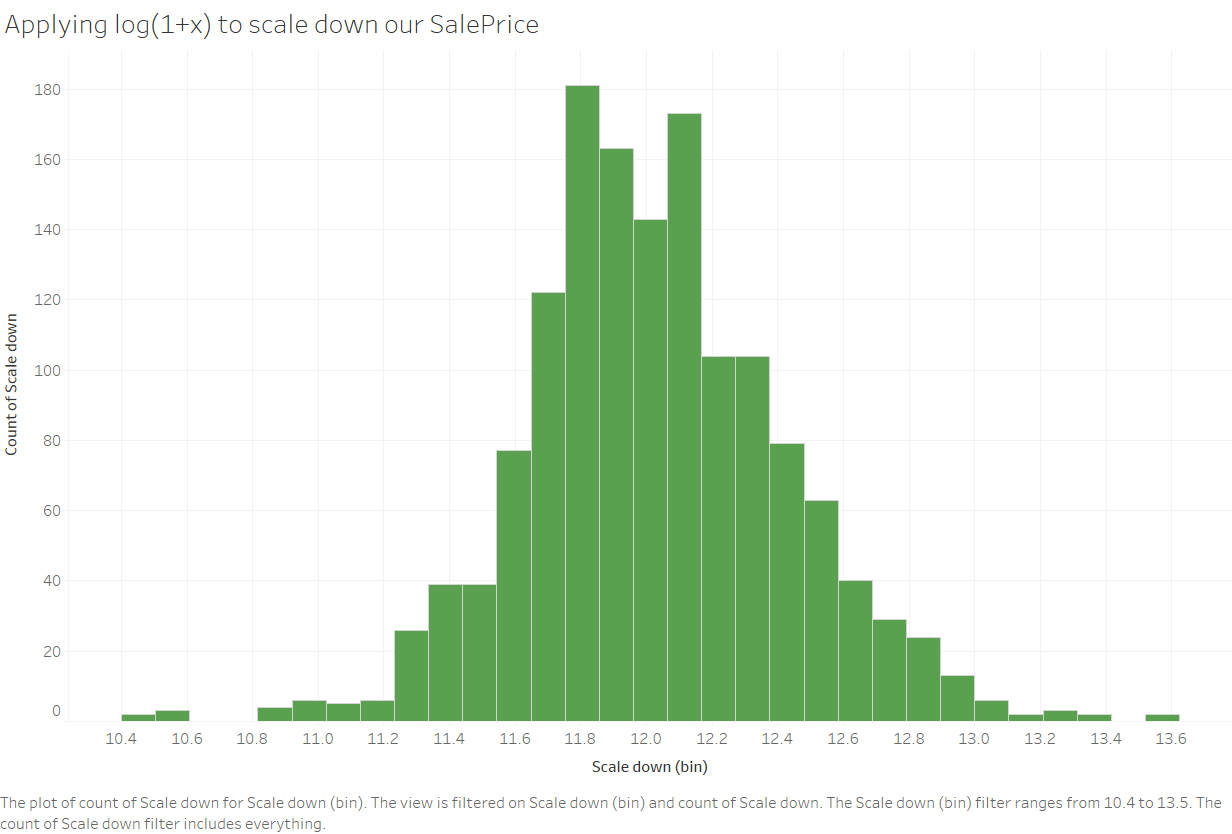 Applying log(1+x) to scale down our SalePrice
180
160
140
120
100
80
60
40
20
0
Count of Scale down
10.4 10.6 10.8 11.0 11.2 11.4 11.6 11.8 12.0 12.2 12.4 12.6 12.8 13.0 13.2 13.4 13.6
Scale down (bin)
The plot of count of Scale down for Scale down (bin). The view is filtered on Scale down (bin) and count of Scale down. The Scale down (bin) filter ranges from 10.4 to 13.5. The
count of Scale down filter includes everything.